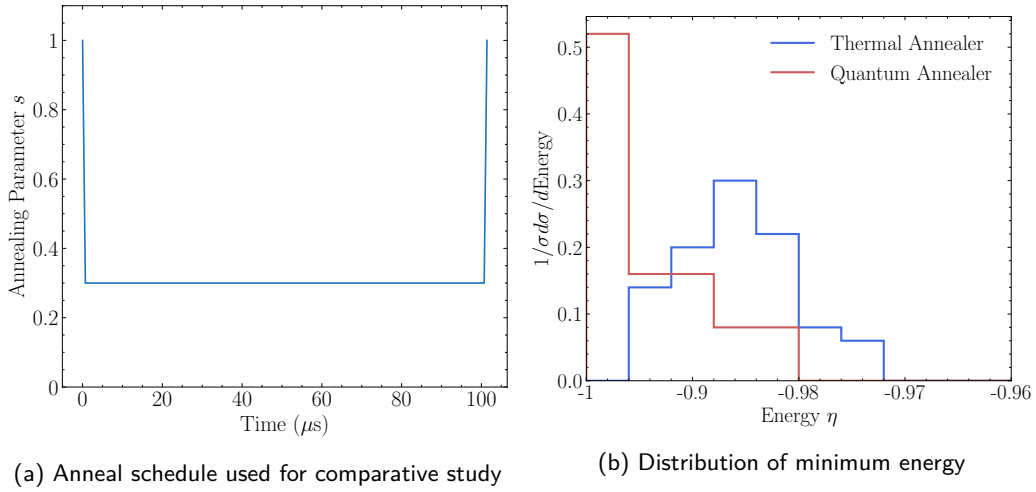 Annealing Parameter s
1
0.8
0.6
0.4
0.2
0
0 20 40 60 80 100
Time (μs)
(a) Anneal schedule used for comparative study
1/σdσ/dEnergy
0.5
0.4
0.3
0.2
0.1
0.0
Thermal Annealer
Quantum Annealer
-1 -0.9 -0.98 -0.97 -0.96
Energy η
(b) Distribution of minimum energy